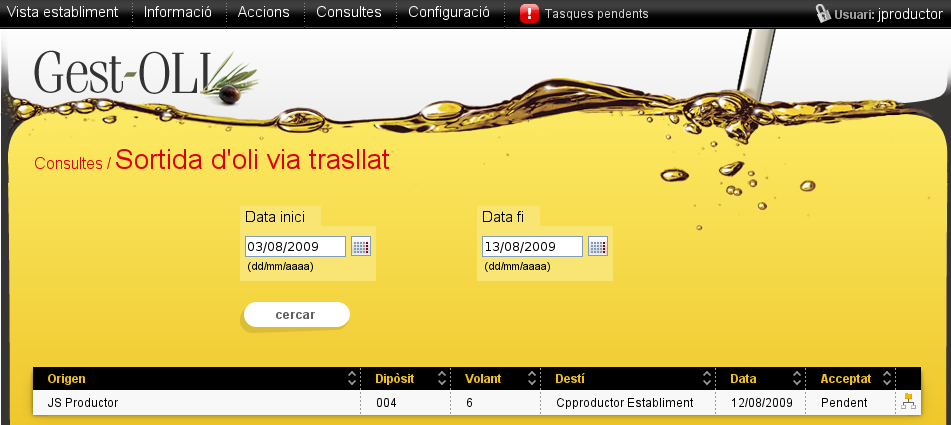 Vista establiment Informació Accions Consultes Configuració ! Tasques pendents Usuari: jproductor
Gest-OLI
Consultes / Sortida d'oli via trasllat
Data inici Data fi
03/08/2009 13/08/2009
(dd/mm/aaaa) (dd/mm/aaaa)
cercar
Origen Dipòsit Volant Destí Data Acceptat
JS Productor 004 6 Cpproductor Establiment 12/08/2009 Pendent